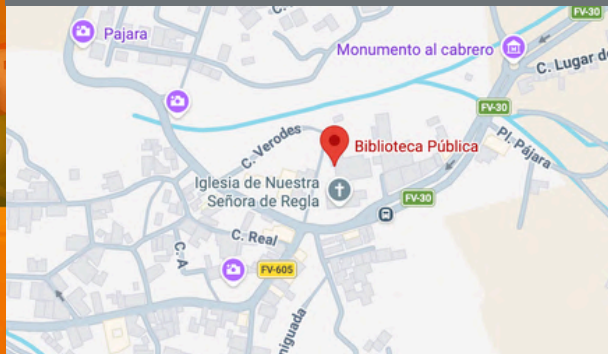 C.
FV-30
Pajara
Monumento al cabrero
C. Lugar de
FV-30
Pl. Pájara
C. Verodes
Biblioteca Pública
Iglesia de Nuestra
Señora de Regla
FV-30
C. Real
C. A
FV-605
niguada